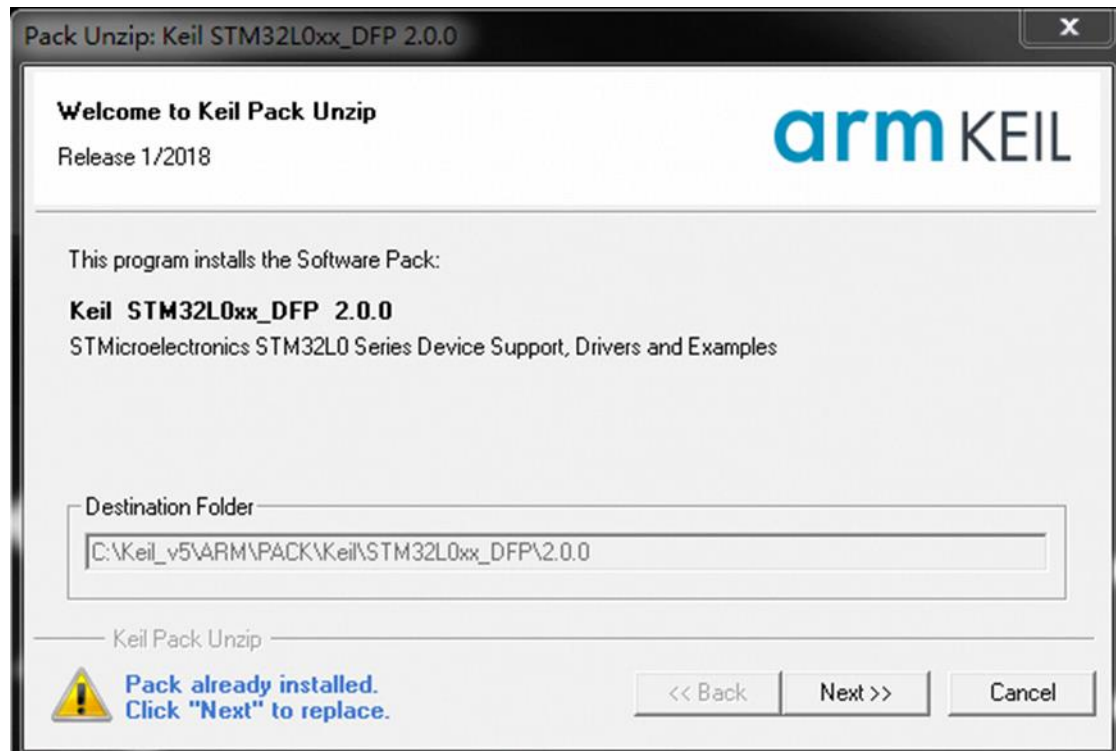 Pack Unzip: Keil STM32L0xx_DFP 2.0.0
x
Welcome to Keil Pack Unzip
Release 1/2018
arm KEIL
This program installs the Software Pack:
Keil STM32L0xx_DFP 2.0.0
STMicroelectronics STM32L0 Series Device Support, Drivers and Examples
Destination Folder
C:\Keil_v5\ARM\PACK\Keil\STM32L0xx_DFP\2.0.0
Keil Pack Unzip
Pack already installed.
Click "Next" to replace.
<< Back
Next >>
Cancel